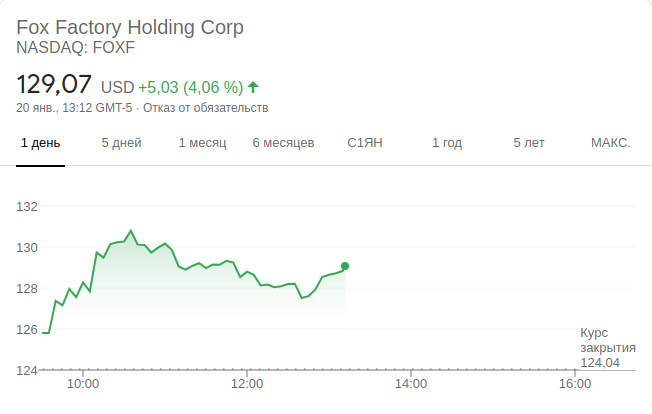 Fox Factory Holding Corp
NASDAQ: FOXF
129,07 USD +5,03 (4,06 %)
20 янв., 13:12 GMT-5 · Отказ от обязательств
1 день 5 дней 1 месяц 6 месяцев С1ЯН 1 год 5 лет МАКС.
132
130
128
126
Курс
закрытия
124,04
124
10:00 12:00 14:00 16:00